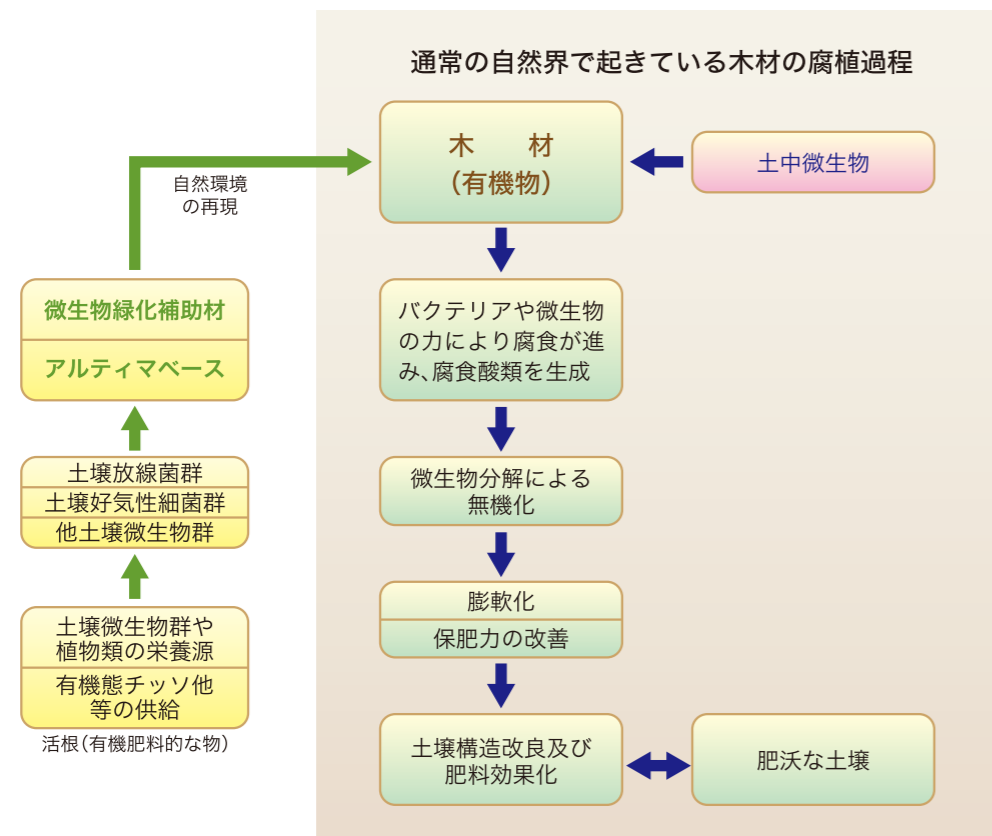 通常の自然界で起きている木材の腐植過程
木　材
（有機物）
土中微生物
自然環境
の再現
バクテリアや微生物
の力により腐食が進
み、腐食酸類を生成
微生物緑化補助材
アルティマベース
微生物分解による
無機化
土壌放線菌群
土壌好気性細菌群
他土壌微生物群
膨軟化
保肥力の改善
土壌微生物群や
植物類の栄養源
有機態チッソ他
等の供給
活根（有機肥料的な物）
土壌構造改良及び
肥料効果化
肥沃な土壌